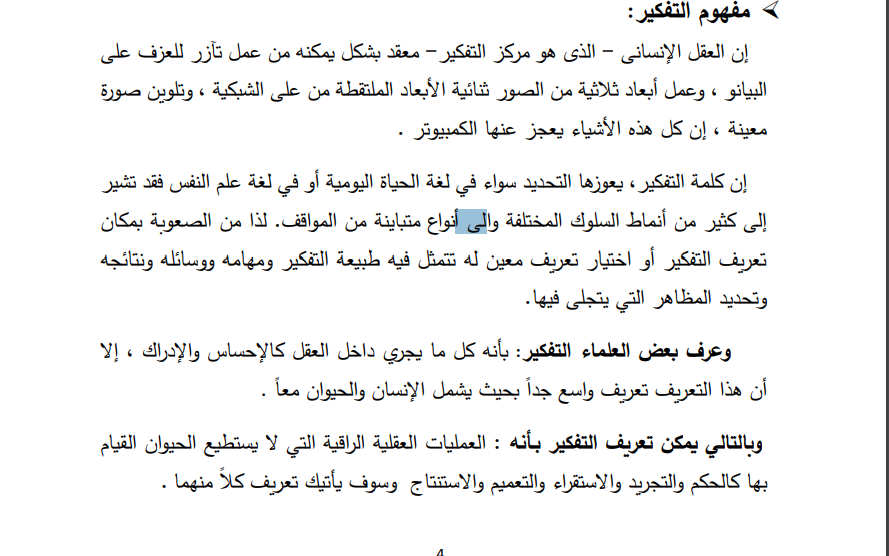 ➢ مفهوم التفكير:
إن العقل الإنسانى – الذى هو مركز التفكير– معقد بشكل يمكنه من عمل تآزر للعزف على
البيانو ، وعمل أبعاد ثلاثية من الصور ثنائية الأبعاد الملتقطة من على الشبكية ، وتلوين صورة
معينة ، إن كل هذه الأشياء يعجز عنها الكمبيوتر .
إن كلمة التفكير، يعوزها التحديد سواء في لغة الحياة اليومية أو في لغة علم النفس فقد تشير
إلى كثير من أنماط السلوك المختلفة والى أنواع متباينة من المواقف. لذا من الصعوبة بمكان
تعريف التفكير أو اختيار تعريف معين له تتمثل فيه طبيعة التفكير ومهامه ووسائله ونتائجه
وتحديد المظاهر التي يتجلى فيها.
وعرف بعض العلماء التفكير: بأنه كل ما يجري داخل العقل كالإحساس والإدراك ، إلا
أن هذا التعريف تعريف واسع جداً بحيث يشمل الإنسان والحيوان معاً .
وبالتالي يمكن تعريف التفكير بأنه : العمليات العقلية الراقية التي لا يستطيع الحيوان القيام
بها كالحكم والتجريد والاستقراء والتعميم والاستنتاج وسوف يأتيك تعريف كلاً منهما .
4